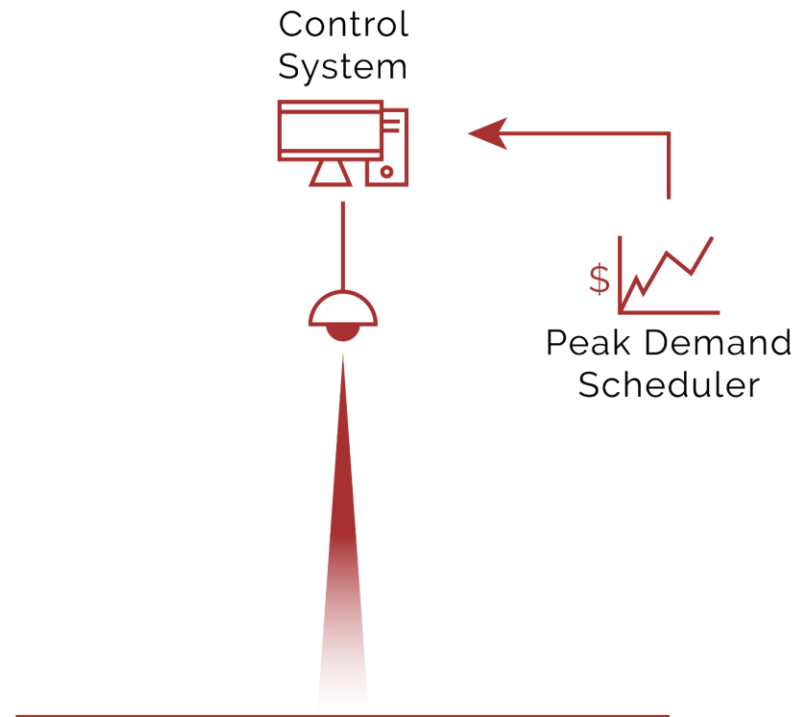 Control
System
$
Peak Demand
Scheduler